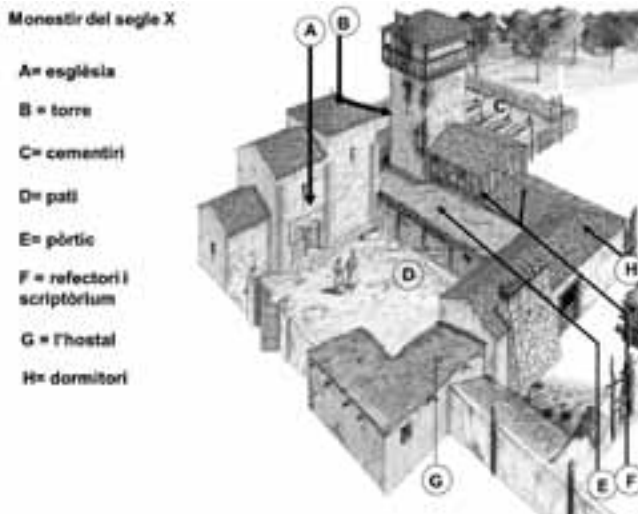 Monestir del segle X
A= església
B = torre
C= cementiri
D= pati
E= pòrtic
F = refectori i
scriptòrium
G = l'hostal
H= dormitori
A
B
C
D
H
G
E
F